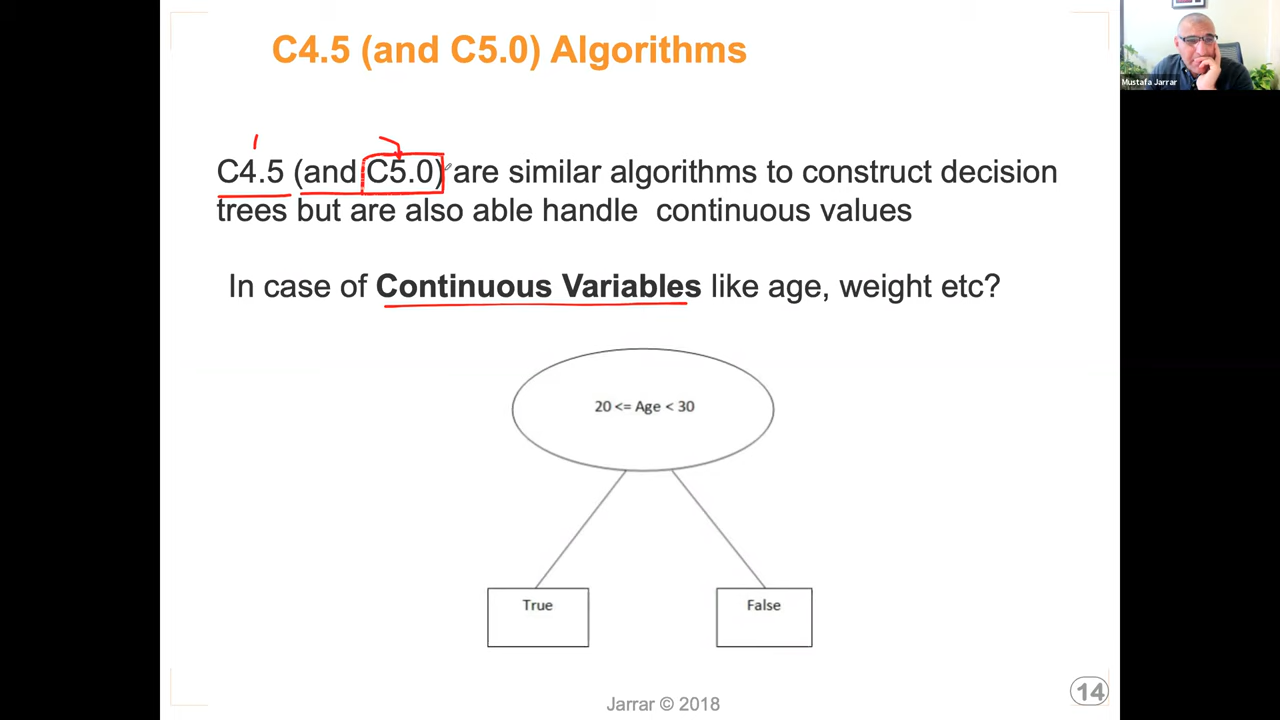 C4.5 (and C5.0) Algorithms
Mustafa Jarrar
C4.5 (and C5.0) are similar algorithms to construct decision
trees but are also able handle continuous values
In case of Continuous Variables like age, weight etc?
20 <= Age < 30
True
False
Jarrar © 2018
14